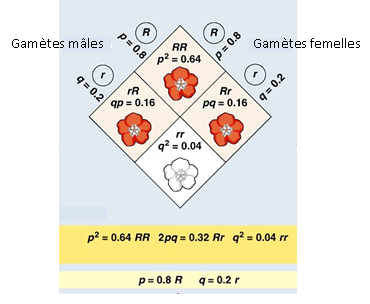 R R
p = 0.8 p = 0.8
Gamètes mâles Gamètes femelles
RR
p² = 0.64
r r
q = 0.2 q = 0.2
rR Rr
qp = 0.16 pq = 0.16
rr
q² = 0.04
p² = 0.64 RR 2pq = 0.32 Rr q² = 0.04 rr
p = 0.8 R q = 0.2 r